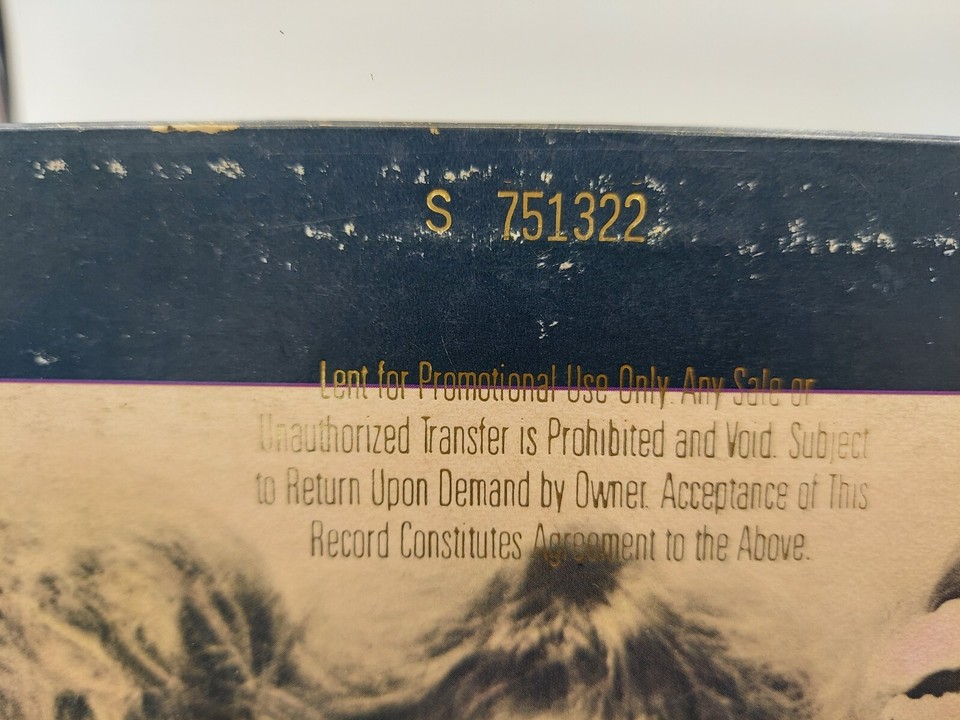 S 751322
Lent for Promotional Use Only. Any Sale or
Unauthorized Transfer is Prohibited and Void. Subject
to Return Upon Demand by Owner. Acceptance of This
Record Constitutes Agreement to the Above.